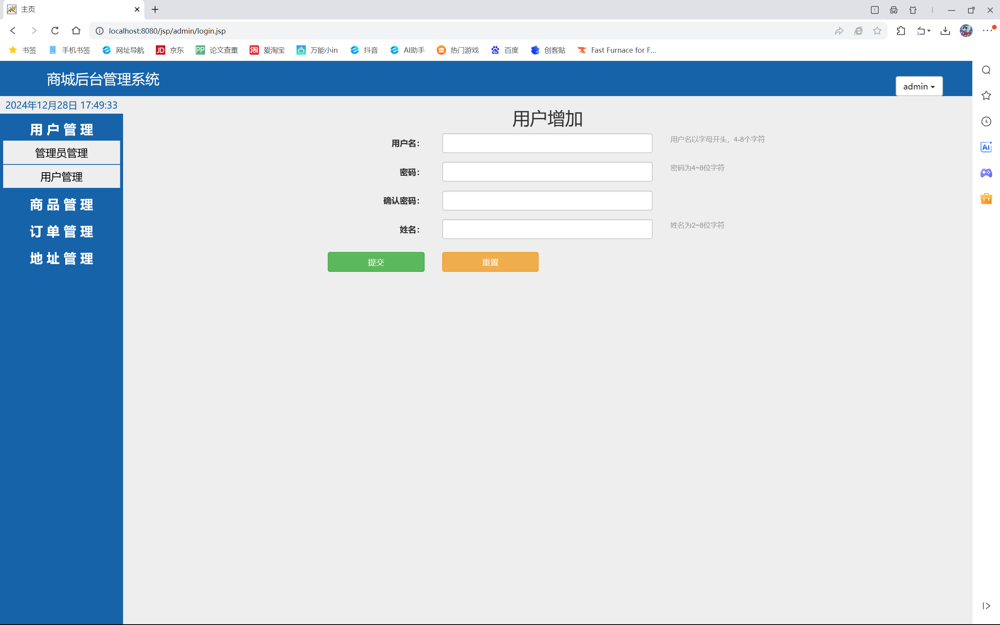 主页
localhost:8080/jsp/admin/login.jsp
书签 手机书签 网址导航 JD 京东 PP 论文查重 淘 爱淘宝 万能小in 抖音 AI助手 热门游戏 du 百度 创客贴 Fast Furnace for F...
商城后台管理系统
admin
2024年12月28日 17:49:33
用户管理
管理员管理
用户管理
商品管理
订单管理
地址管理
用户增加
用户名： 用户名以字母开头，4-8个字符
密码： 密码为4~8位字符
确认密码：
姓名： 姓名为2~8位字符
提交 重置